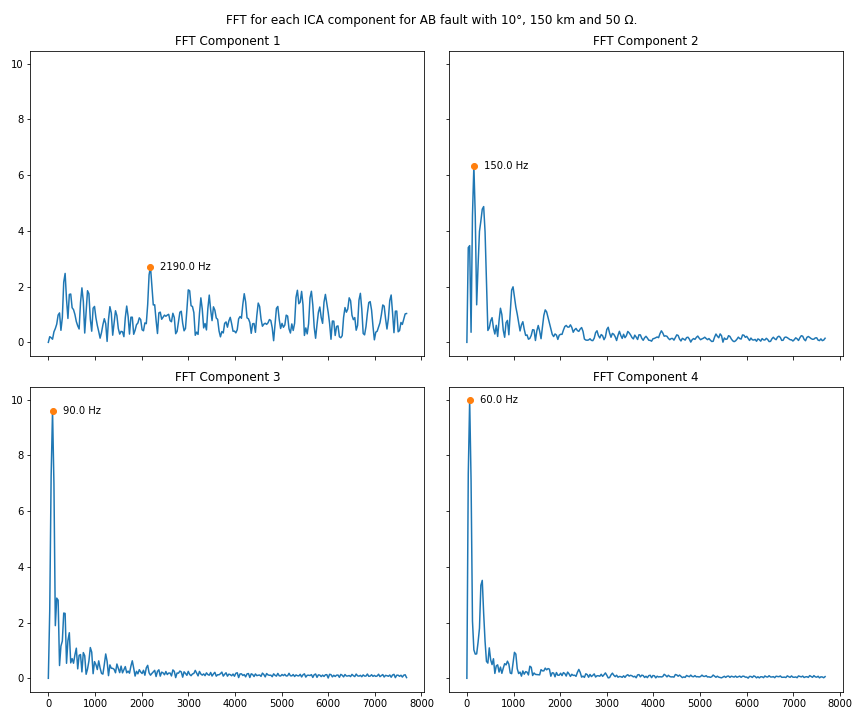 FFT for each ICA component for AB fault with 10°, 150 km and 50 Ω.
FFT Component 1
FFT Component 2
10
8
6
4
2
0
2190.0 Hz
150.0 Hz
FFT Component 3
FFT Component 4
10
8
6
4
2
0
90.0 Hz
60.0 Hz
0 1000 2000 3000 4000 5000 6000 7000 8000
0 1000 2000 3000 4000 5000 6000 7000 8000